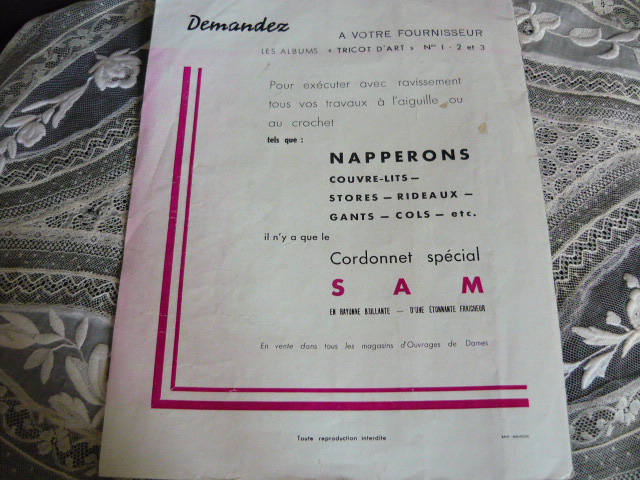 Demandez A VOTRE FOURNISSEUR
LES ALBUMS « TRICOT D'ART » Nos 1 - 2 et 3
Pour exécuter avec ravissement
tous vos travaux à l'aiguille ou
au crochet
tels que :
NAPPERONS
COUVRE-LITS —
STORES — RIDEAUX —
GANTS — COLS — etc.
il n'y a que le
Cordonnet spécial
S A M
EN RAYONNE BRILLANTE — D'UNE ÉTONNANTE FRAICHEUR
En vente dans tous les magasins d'Ouvrages de Dames
Toute reproduction interdite